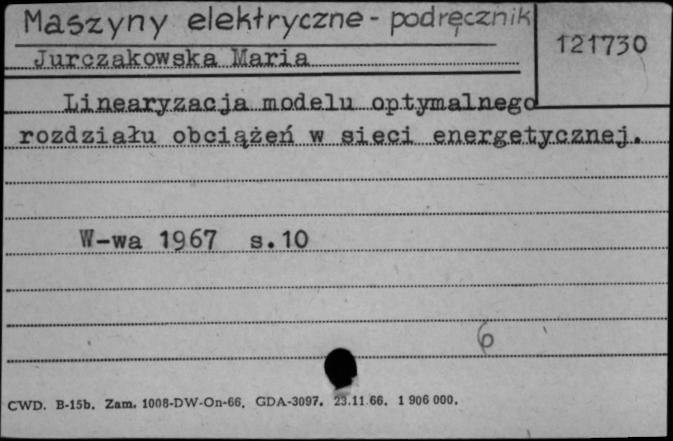 Maszyny elektryczne - podręcznik
121730
Jurczakowska Maria
Linearyzacja modelu optymalnego
rozdziału obciążeń w sieci energetycznej.
W-wa 1967 s.10
6
CWD. B-15b. Zam. 1008-DW-On-66. GDA-3097. 23.11.66. 1 906 000.